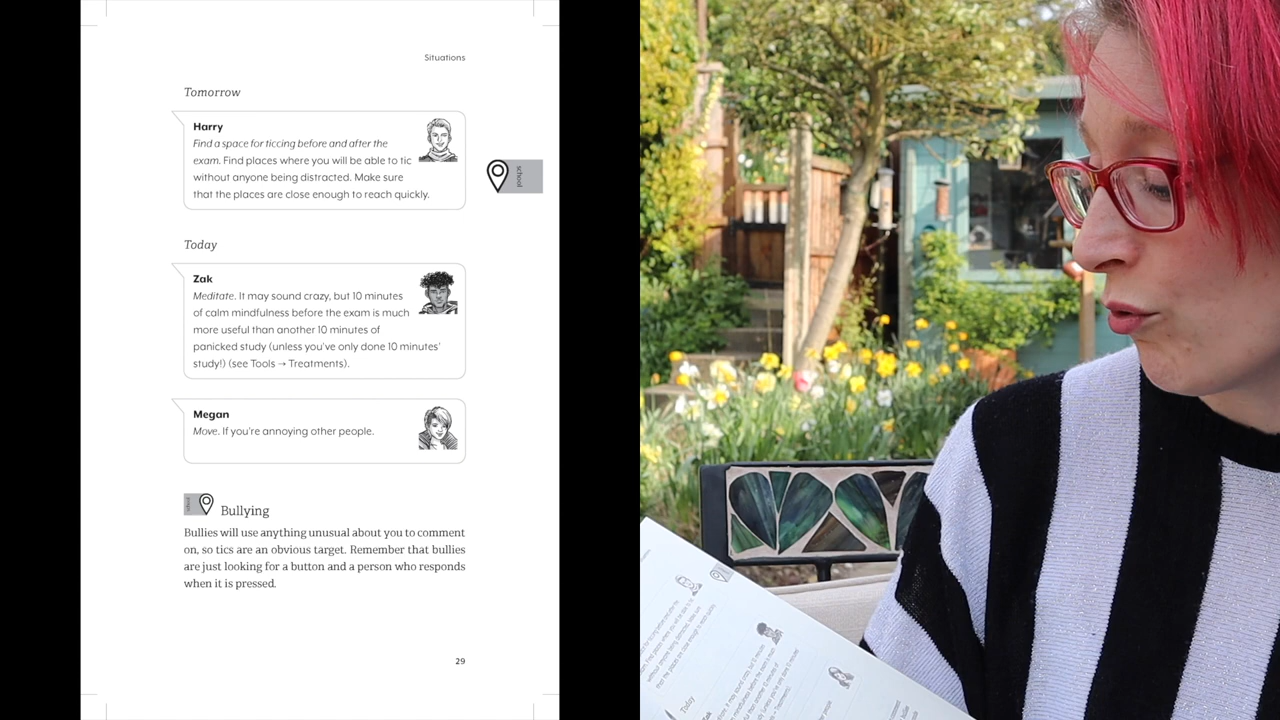 Situations
Tomorrow
Harry
Find a space for ticcing before and after the
exam. Find places where you will be able to tic
without anyone being distracted. Make sure
that the places are close enough to reach quickly.
school
Today
Zak
Meditate. It may sound crazy, but 10 minutes
of calm mindfulness before the exam is much
more useful than another 10 minutes of
panicked study (unless you've only done 10 minutes'
study!) (see Tools → Treatments).
Megan
Move. If you're annoying other people.
school
Bullying
Bullies will use anything unusual about you to comment
on, so tics are an obvious target. Remember that bullies
are just looking for a button and a person who responds
when it is pressed.
29
Today